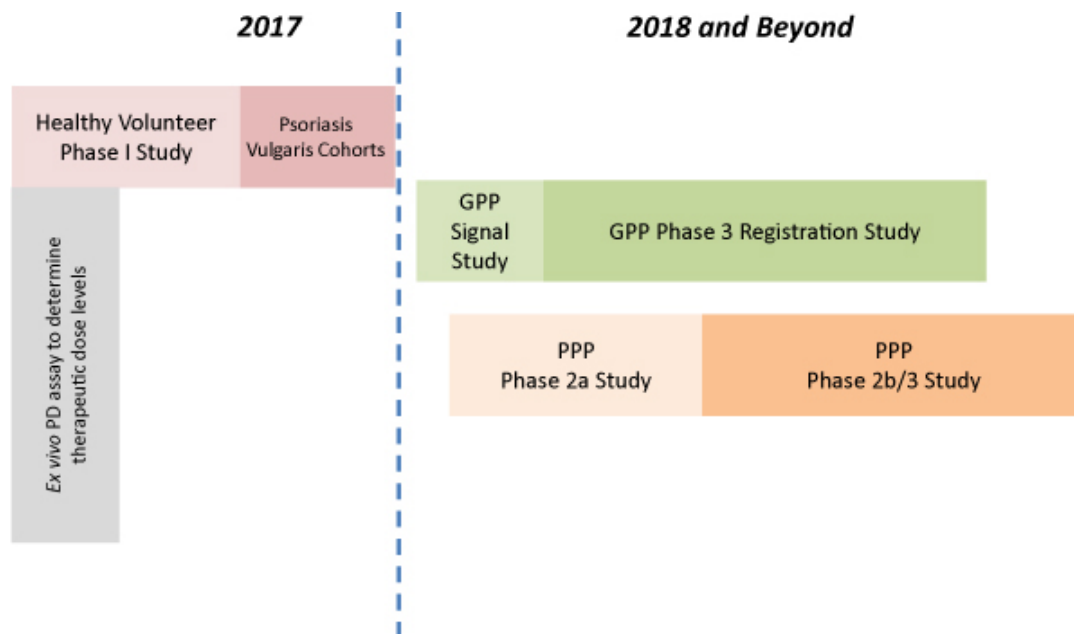 2017
2018 and Beyond
Healthy Volunteer
Phase I Study
Psoriasis
Vulgaris Cohorts
GPP
Signal
Study
GPP Phase 3 Registration Study
Ex vivo PD assay to determine
therapeutic dose levels
PPP
Phase 2a Study
PPP
Phase 2b/3 Study